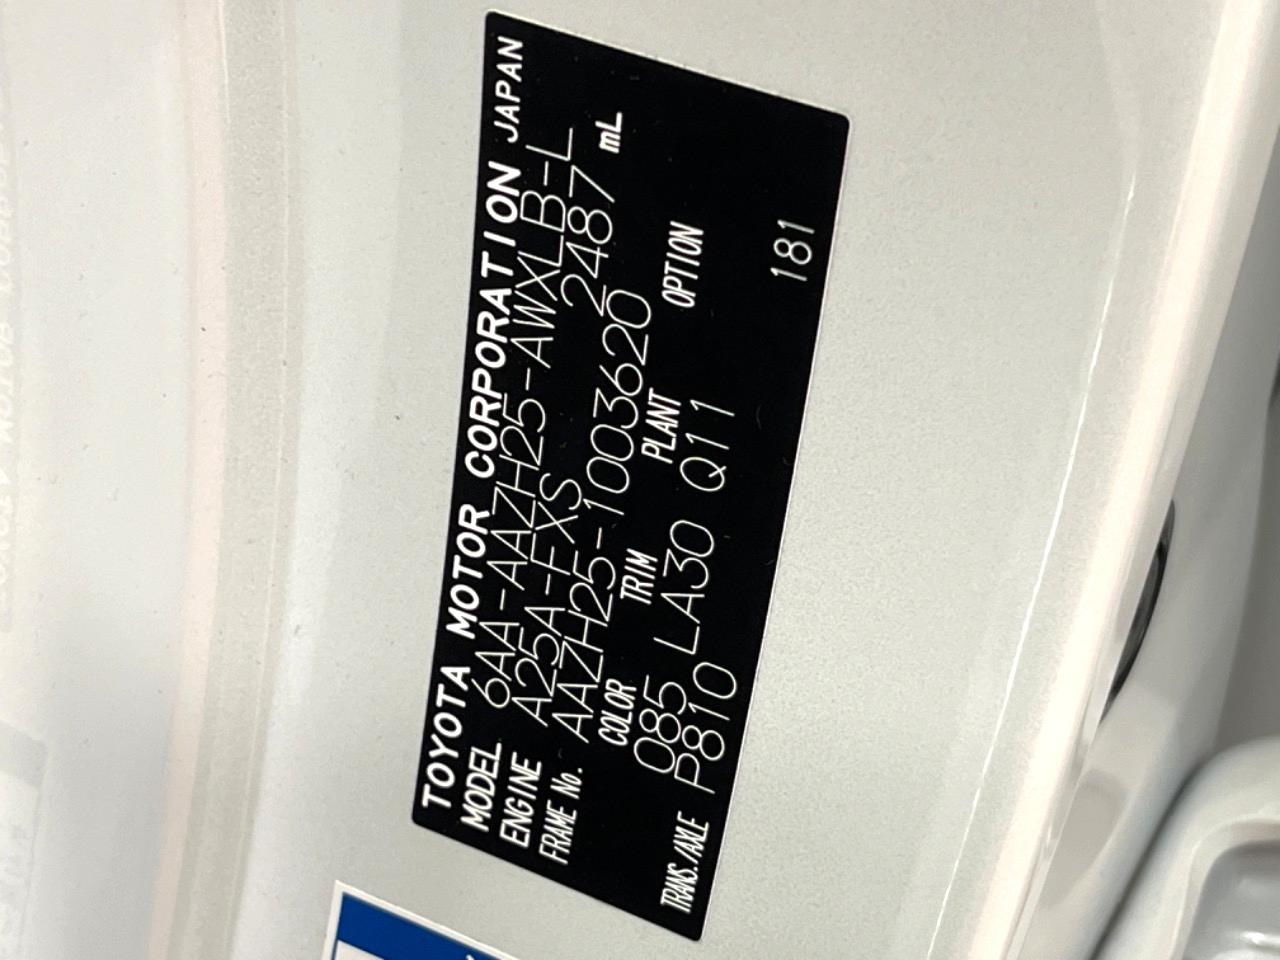 TOYOTA MOTOR CORPORATION JAPAN
MODEL 6AA-AAZH25-AWXLB-L
ENGINE A25A-FXS 2487 mL
FRAME No. AAZH25-1003620
COLOR TRIM PLANT OPTION
085 LA30 Q11
TRANS./AXLE P810
181